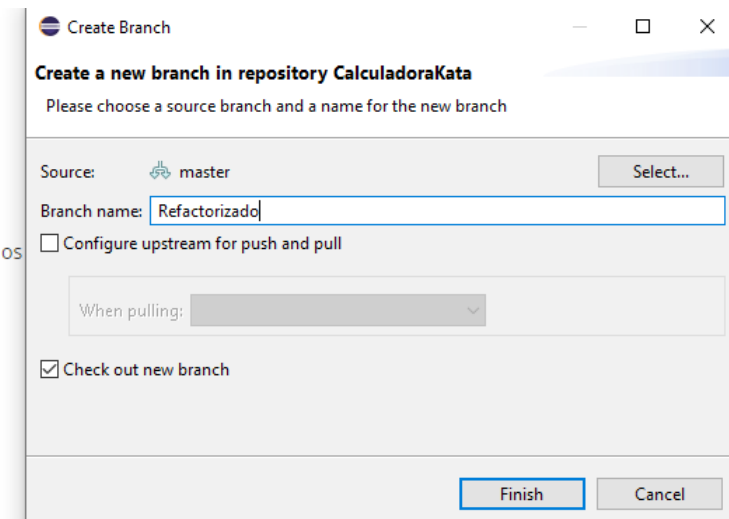 Create Branch
Create a new branch in repository CalculadoraKata
Please choose a source branch and a name for the new branch
Source: master Select...
Branch name: Refactorizado
os
Configure upstream for push and pull
When pulling:
Check out new branch
Finish Cancel